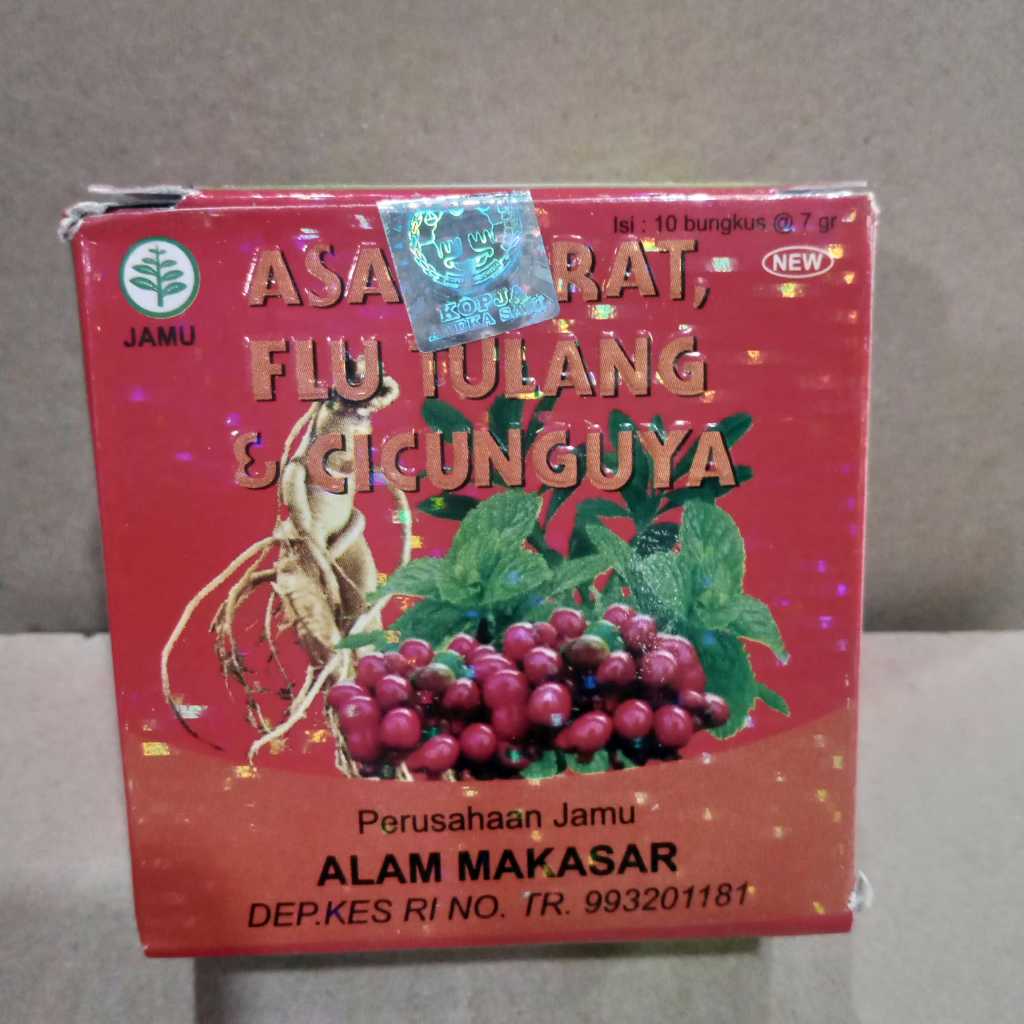 Isi : 10 bungkus @ 7 gr
NEW
JAMU
FLU TULANG
& CICUNGUYA
KOPJA
Perusahaan Jamu
ALAM MAKASAR
DEP.KES RI NO. TR. 993201181